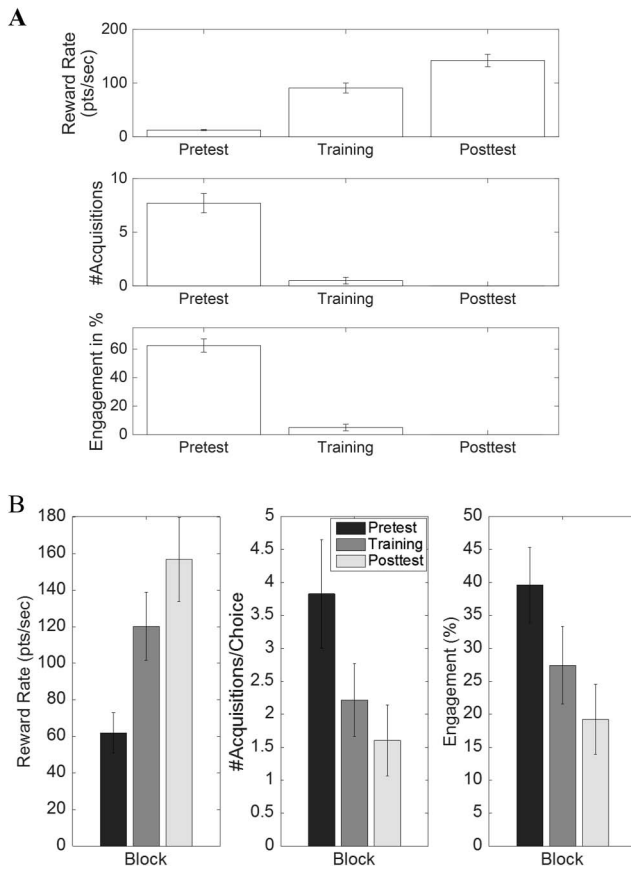 A
Reward Rate
(pts/sec)
200
100
0
Pretest Training Posttest
#Acquisitions
10
5
0
Pretest Training Posttest
Engagement in %
60
40
20
0
Pretest Training Posttest
B
Reward Rate (pts/sec)
180
160
140
120
100
80
60
40
20
0
Block
#Acquisitions/Choice
5
4.5
4
3.5
3
2.5
2
1.5
1
0.5
0
Pretest
Training
Posttest
Block
Engagement (%)
50
45
40
35
30
25
20
15
10
5
0
Block